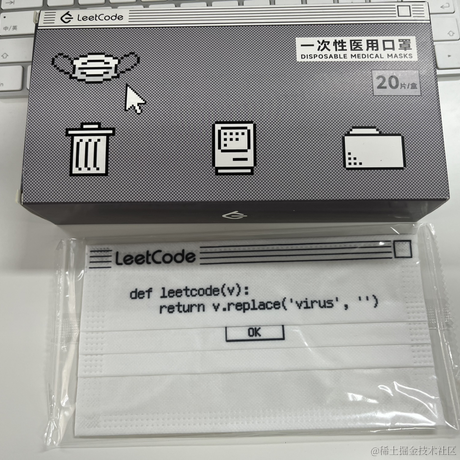 LeetCode
一次性医用口罩
DISPOSABLE MEDICAL MASKS
20片/盒
LeetCode
def leetcode(v):
return v.replace('virus', '')
OK
@稀土掘金技术社区